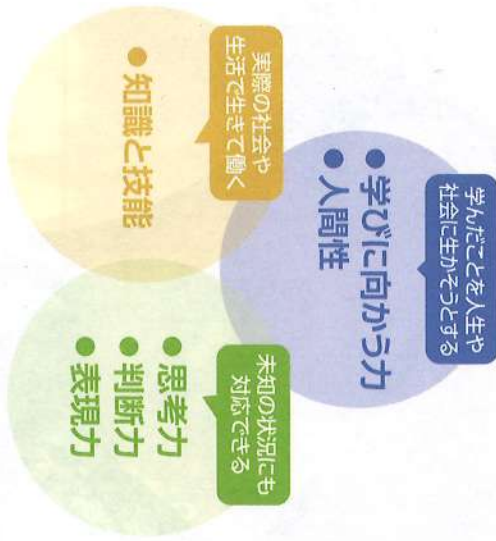 学んだことを人生や
社会に生かそうとする
● 学びに向かう力
● 人間性
実際の社会や
生活で生きて働く
● 知識と技能
未知の状況にも
対応できる
● 思考力
● 判断力
● 表現力